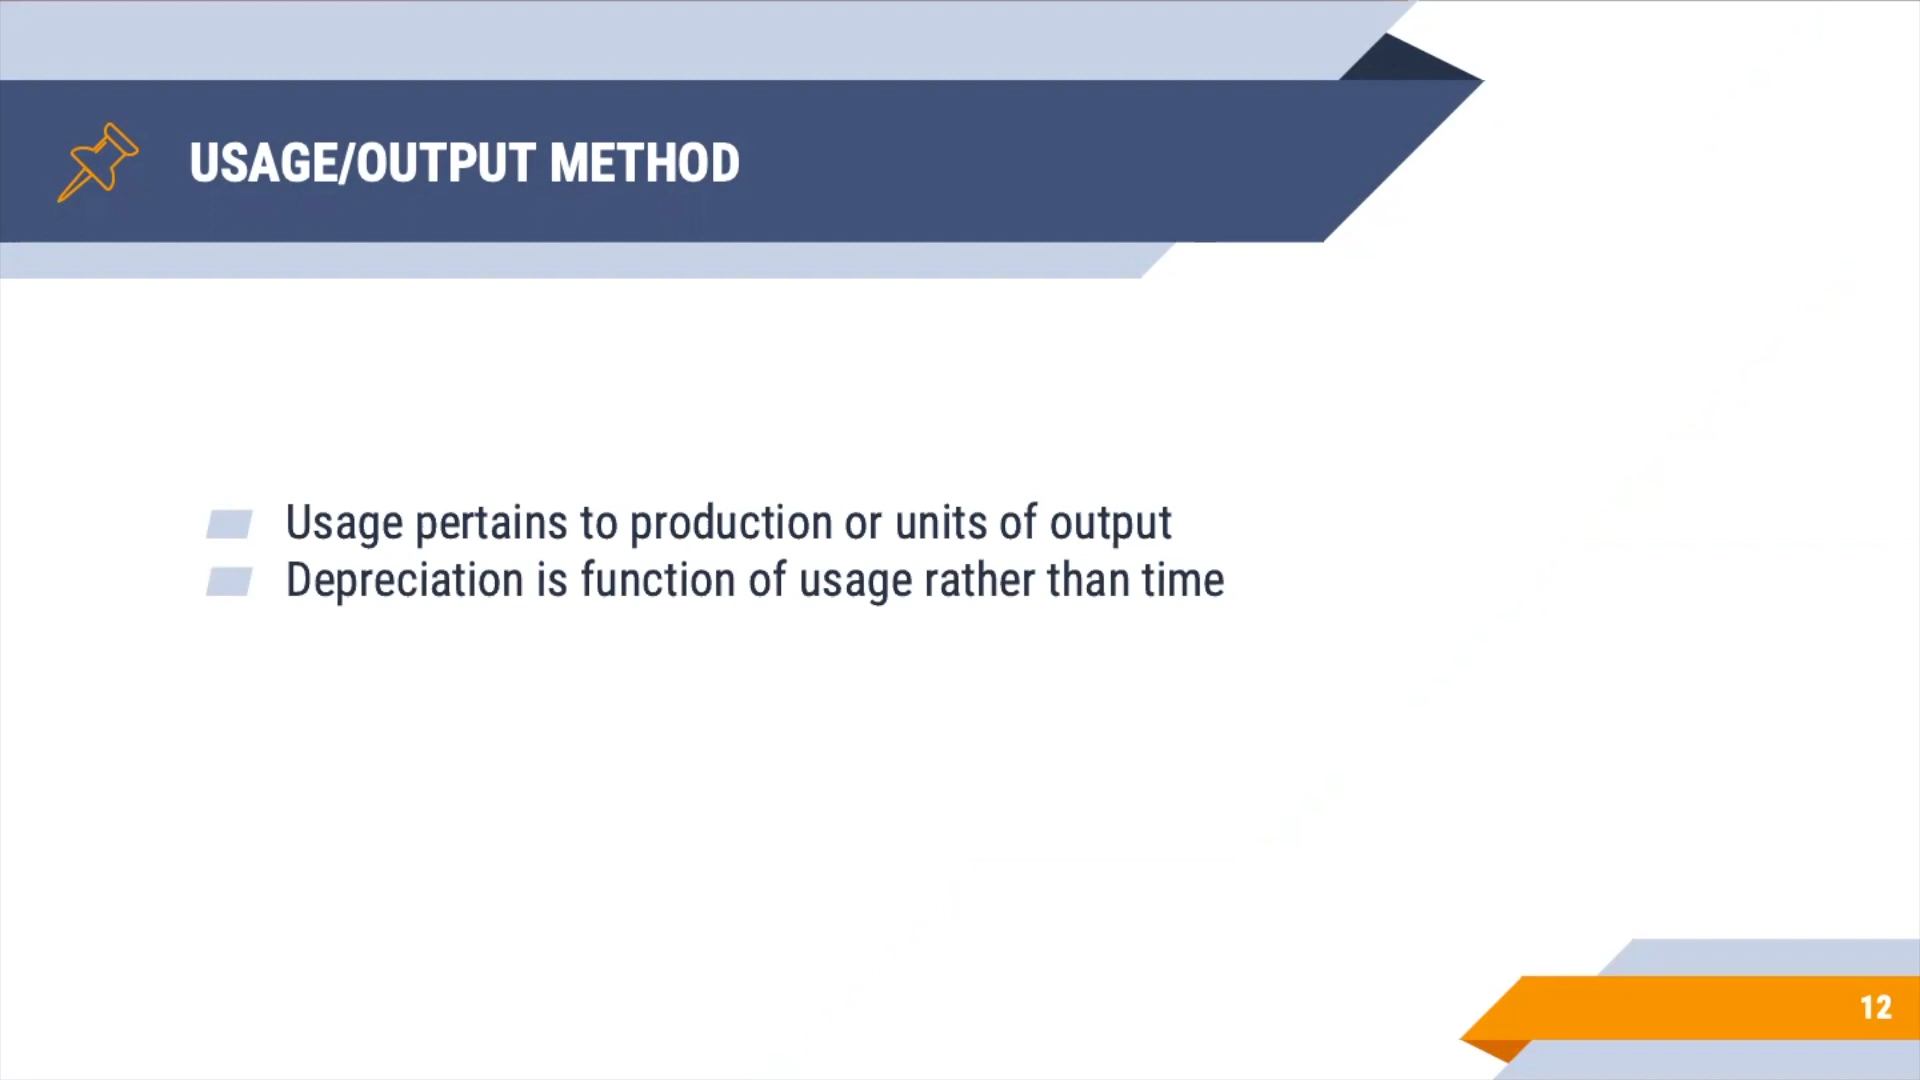 USAGE/OUTPUT METHOD
Usage pertains to production or units of output
Depreciation is function of usage rather than time
12